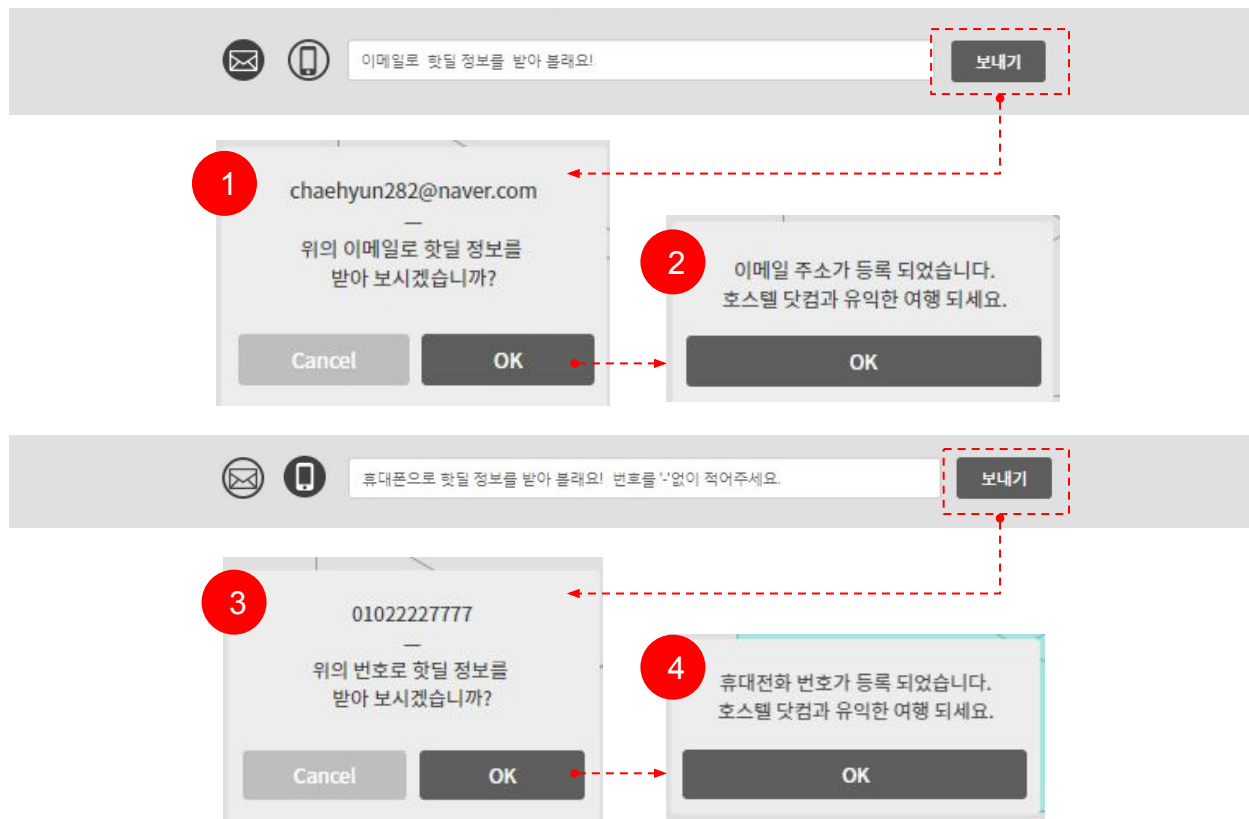 이메일로 핫딜 정보를 받아 볼래요!
보내기
1
chaehyun282@naver.com
위의 이메일로 핫딜 정보를
받아 보시겠습니까?
Cancel
OK
2
이메일 주소가 등록 되었습니다.
호스텔 닷컴과 유익한 여행 되세요.
OK
휴대폰으로 핫딜 정보를 받아 볼래요! 번호를 '-'없이 적어주세요.
보내기
3
01022227777
위의 번호로 핫딜 정보를
받아 보시겠습니까?
Cancel
OK
4
휴대전화 번호가 등록 되었습니다.
호스텔 닷컴과 유익한 여행 되세요.
OK